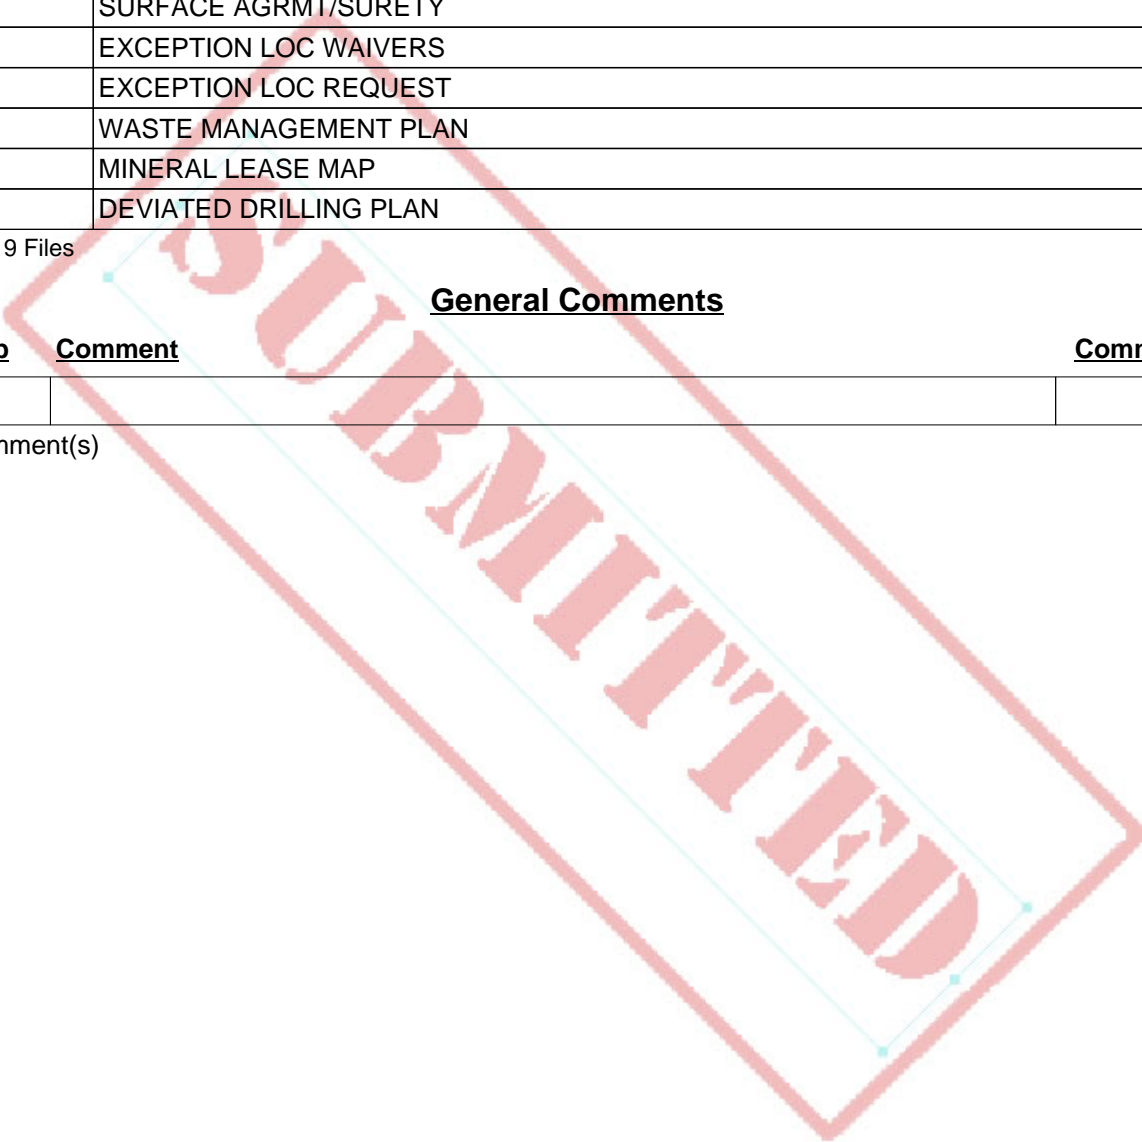 SURFACE AGRMT/SURETY
EXCEPTION LOC WAIVERS
EXCEPTION LOC REQUEST
WASTE MANAGEMENT PLAN
MINERAL LEASE MAP
DEVIATED DRILLING PLAN
9 Files
General Comments
Comment
mment(s)
SUBMITTED